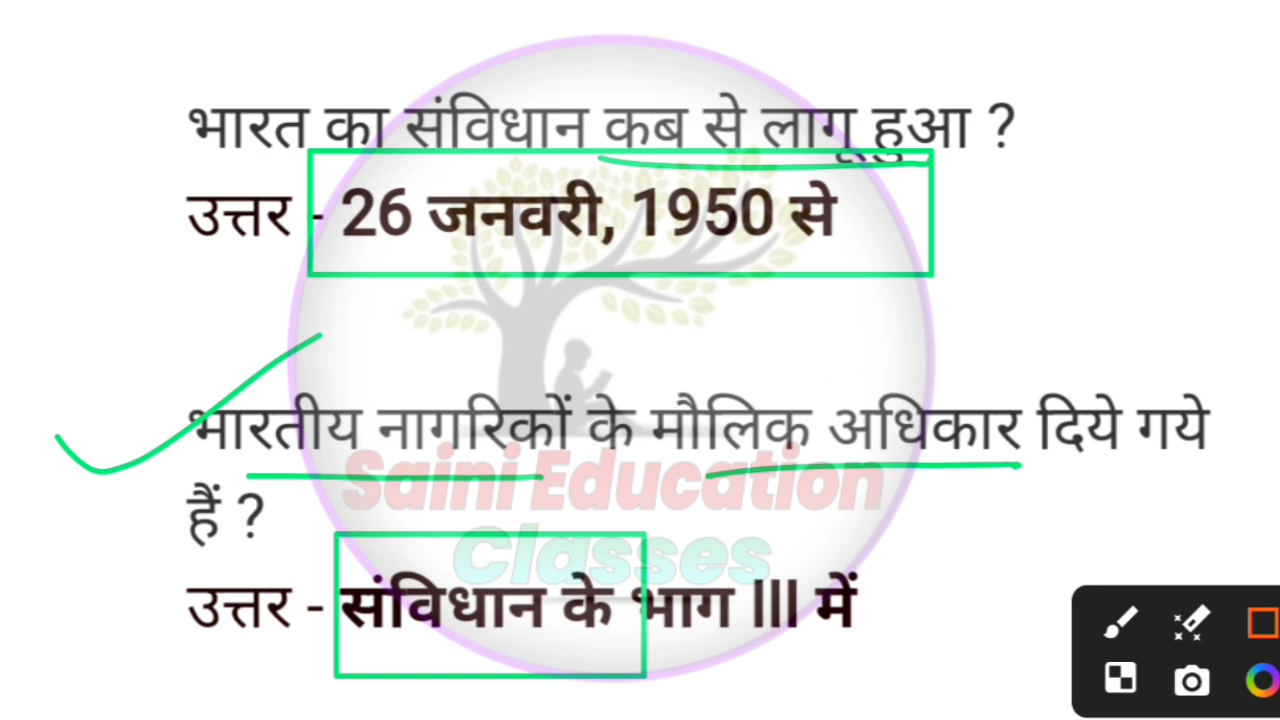 भारत का संविधान कब से लागू हुआ ?
उत्तर - 26 जनवरी, 1950 से
भारतीय नागरिकों के मौलिक अधिकार दिये गये
हैं ?
Saini Education
Classes
उत्तर - संविधान के भाग III में